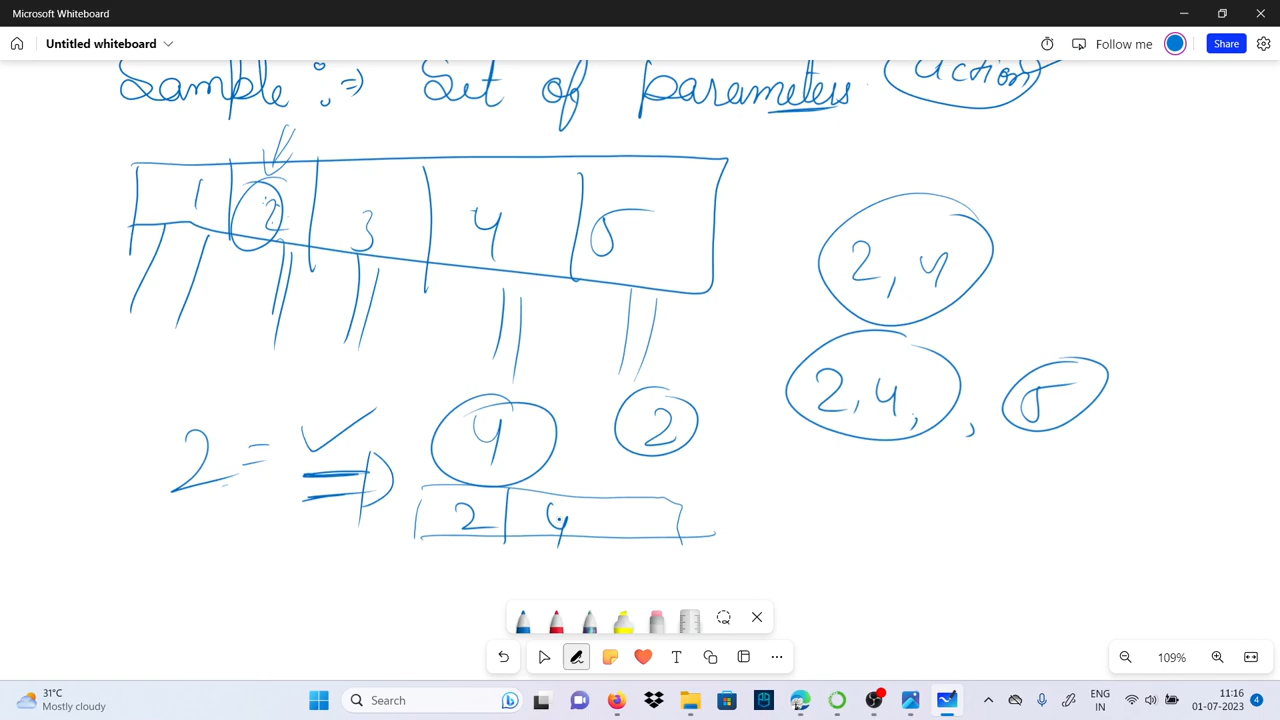 Microsoft Whiteboard
Untitled whiteboard
Follow me
Share
Sample :⇒ Set of parameters (action)
1 2 3 4 5
2, 4
2, 4, , 5
2 = ✓ ⇒ 4 2
2 4
T
109%
31°C
Mostly cloudy
Search
ENG
IN
11:16
01-07-2023
4